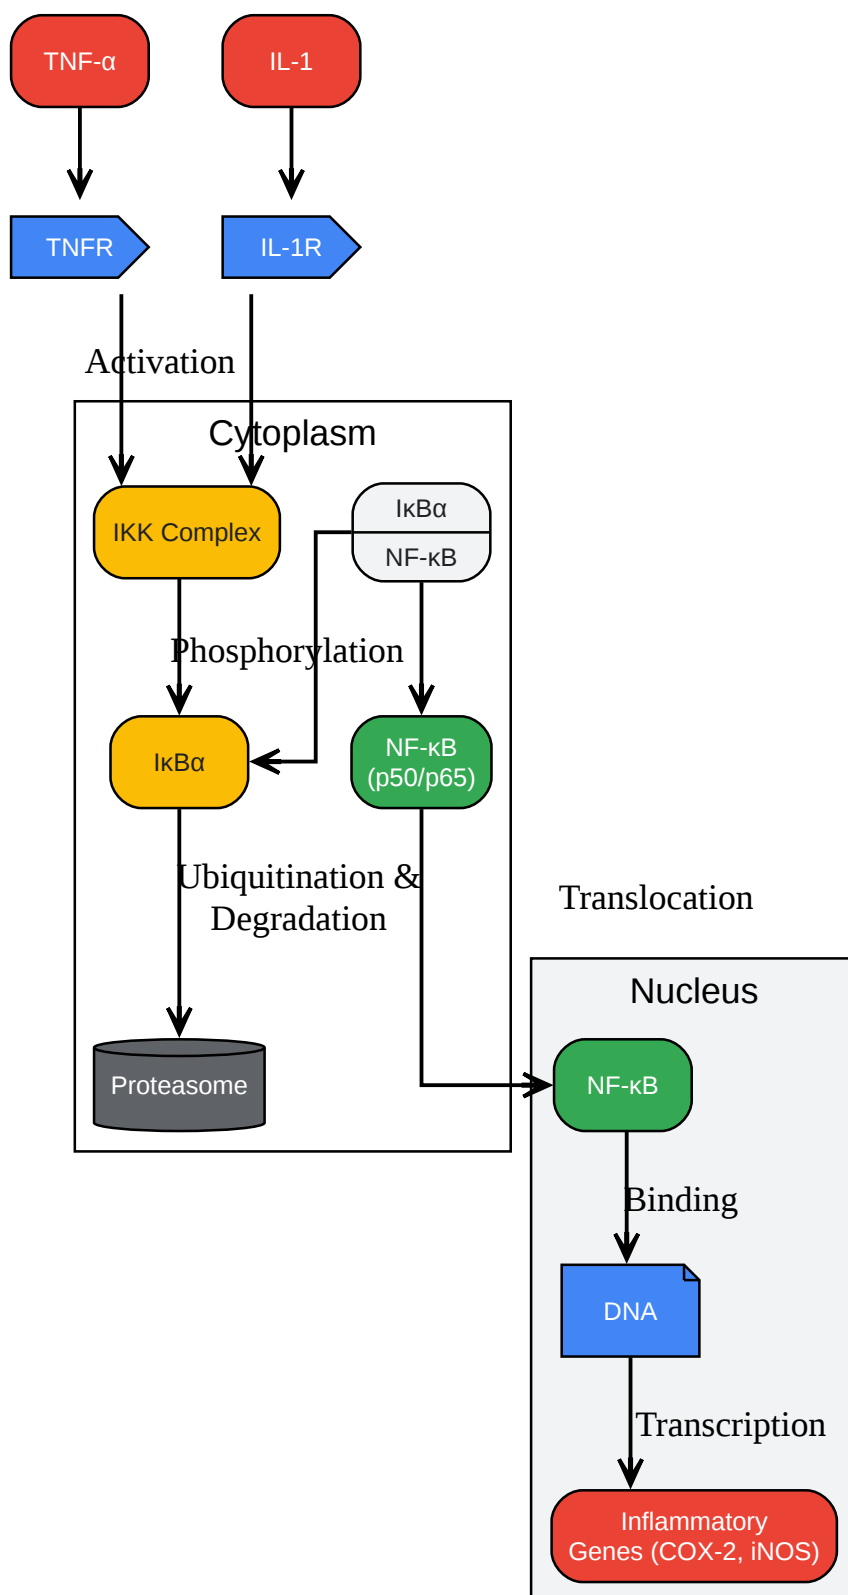 TNF-α
IL-1
TNFR
IL-1R
Activation
Cytoplasm
IKK Complex
IκBα
NF-κB
Phosphorylation
IκBα
NF-κB
(p50/p65)
Ubiquitination &
Degradation
Translocation
Nucleus
Proteasome
NF-κB
Binding
DNA
Transcription
Inflammatory
Genes (COX-2, iNOS)